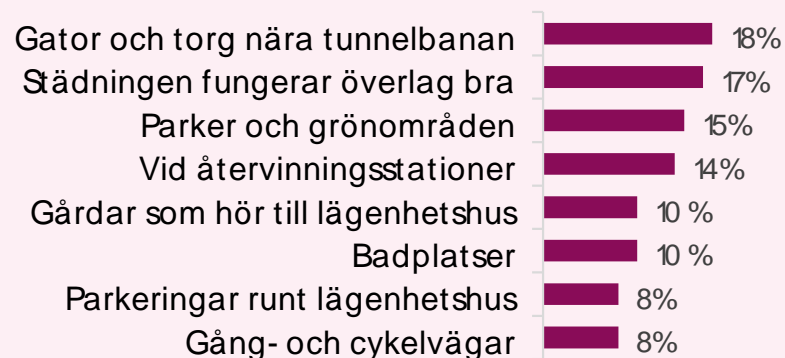 Gator och torg nära tunnelbanan 18%
Städningen fungerar överlag bra 17%
Parker och grönområden 15%
Vid återvinningsstationer 14%
Gårdar som hör till lägenhetshus 10 %
Badplatser 10 %
Parkeringar runt lägenhetshus 8%
Gång- och cykelvägar 8%